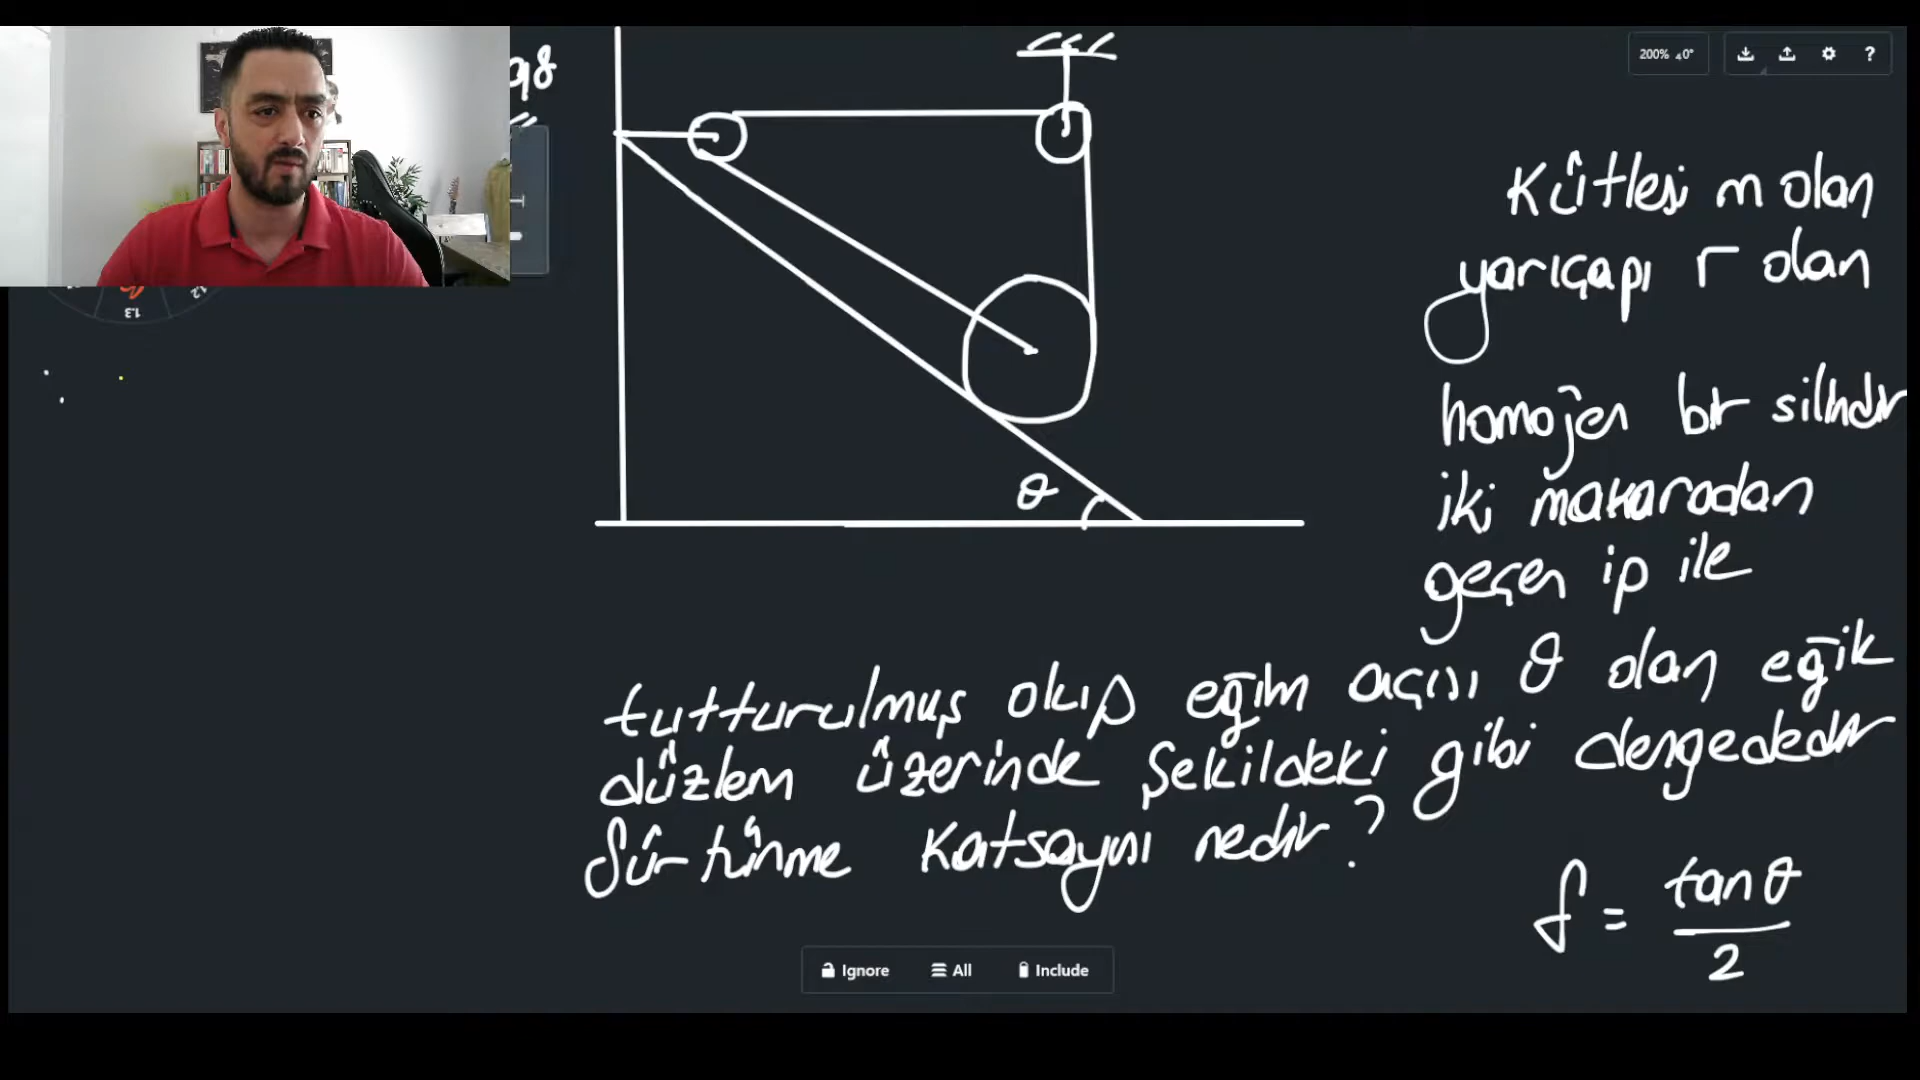 200% 40°
?
θ
Kütlesi m olan
yarıçapı r olan
homojen bir silindir
iki makaradan
geçen ip ile
tutturulmuş olup eğim açısı θ olan eğik
düzlem üzerinde şekildeki gibi dengededir
Sürtünme katsayısı nedir?
f = tanθ / 2
Ignore All Include